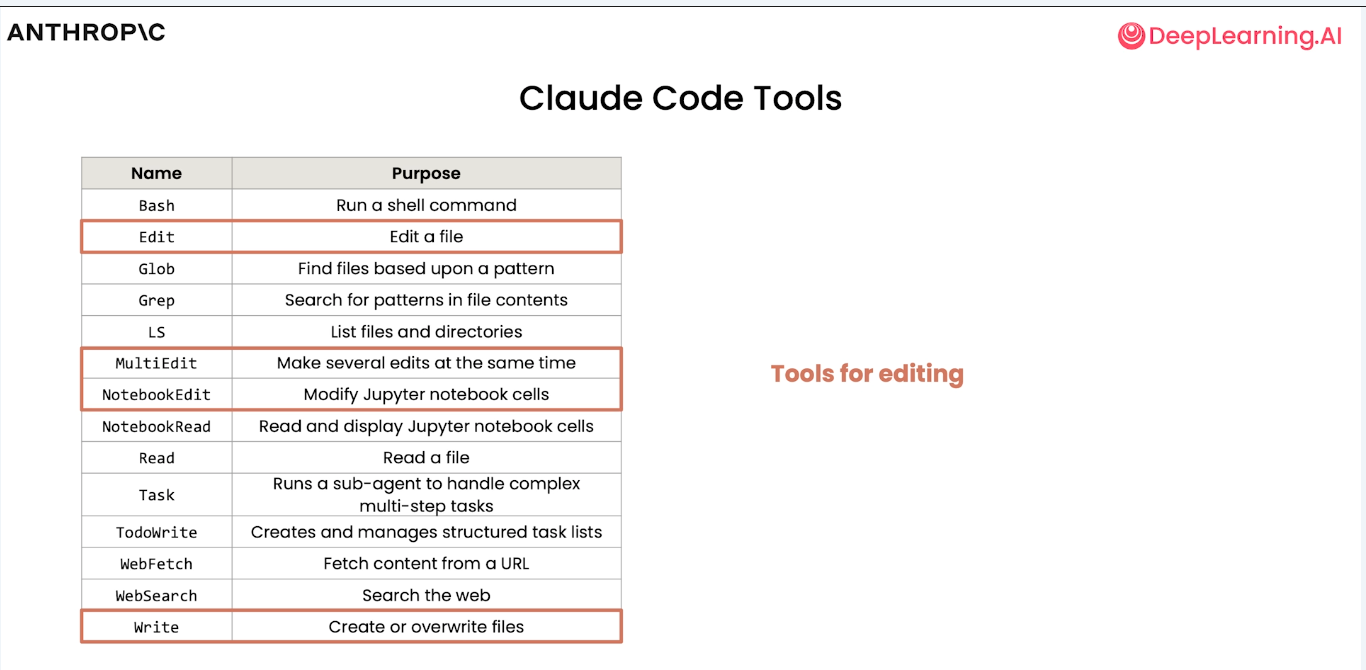 ANTHROP\C
DeepLearning.AI
Claude Code Tools
Name Purpose
Bash Run a shell command
Edit Edit a file
Glob Find files based upon a pattern
Grep Search for patterns in file contents
LS List files and directories
MultiEdit Make several edits at the same time
NotebookEdit Modify Jupyter notebook cells
NotebookRead Read and display Jupyter notebook cells
Read Read a file
Task Runs a sub-agent to handle complex
multi-step tasks
TodoWrite Creates and manages structured task lists
WebFetch Fetch content from a URL
WebSearch Search the web
Write Create or overwrite files
Tools for editing